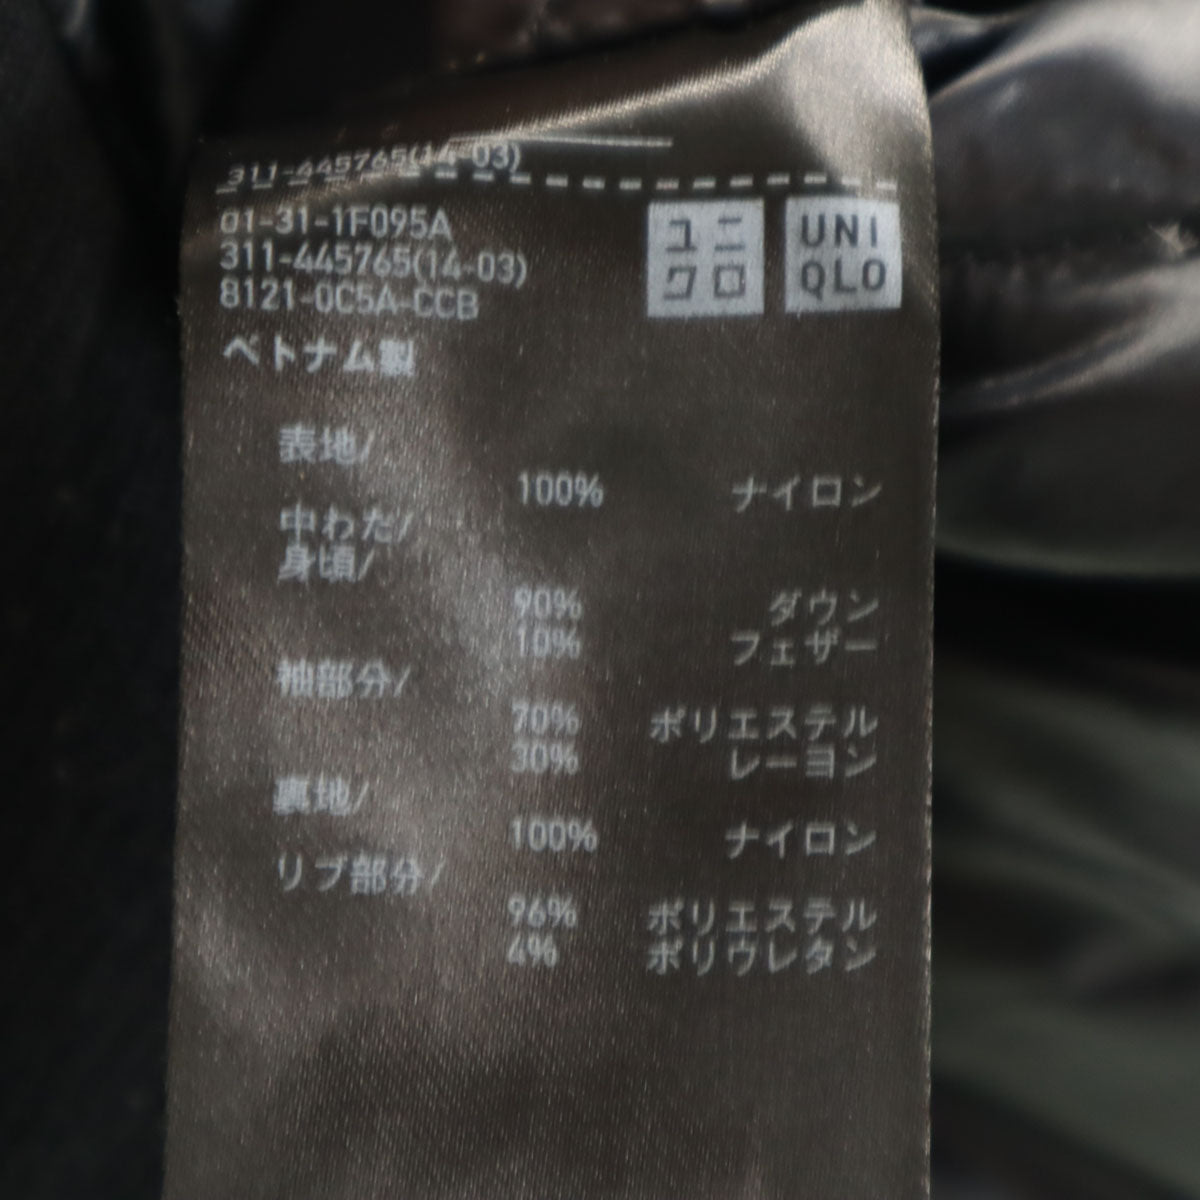 311-445765(14-03)
01-31-1F095A
311-445765(14-03)
8121-0C5A-CCB
ユニ
クロ
UNI
QLO
ベトナム製
表地/
100% ナイロン
中わた/
身頃/
90% ダウン
10% フェザー
袖部分/
70% ポリエステル
30% レーヨン
裏地/
100% ナイロン
リブ部分/
96% ポリエステル
4% ポリウレタン